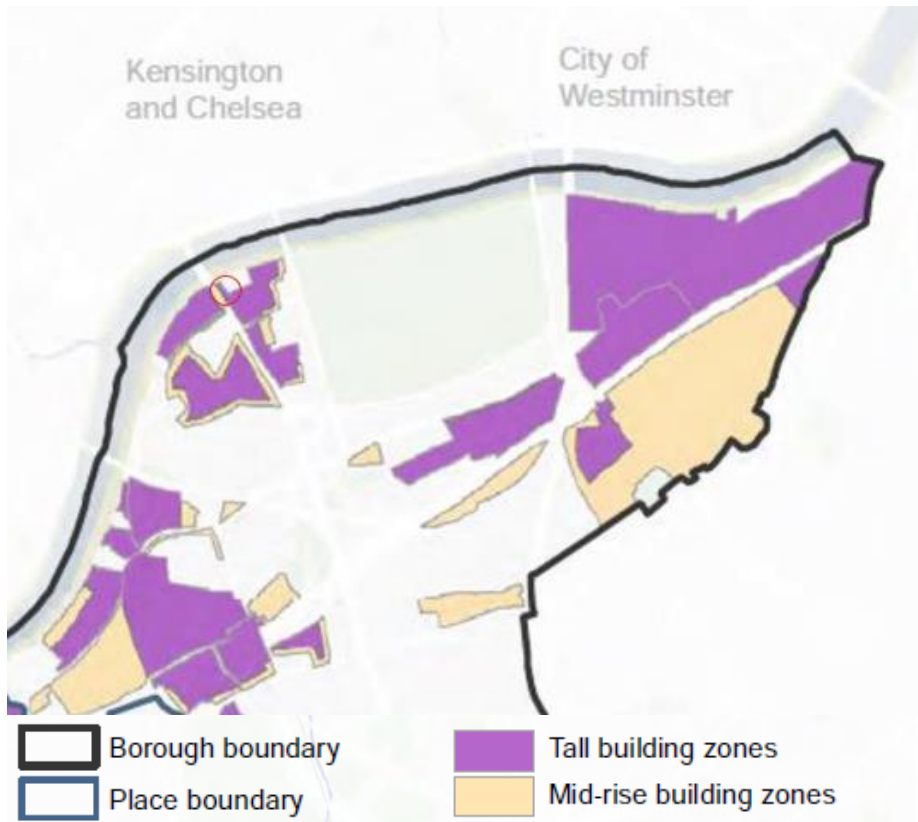 Kensington
and Chelsea
City of
Westminster
Borough boundary
Tall building zones
Place boundary
Mid-rise building zones